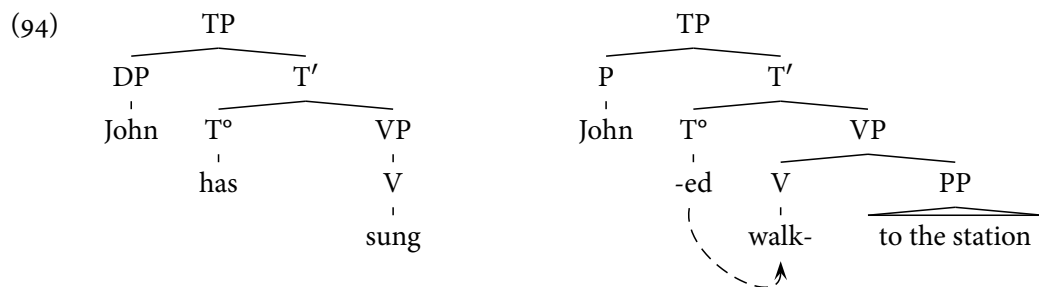 (94) TP TP
DP T′ P T′
John T° VP John T° VP
has V -ed V PP
sung walk- to the station